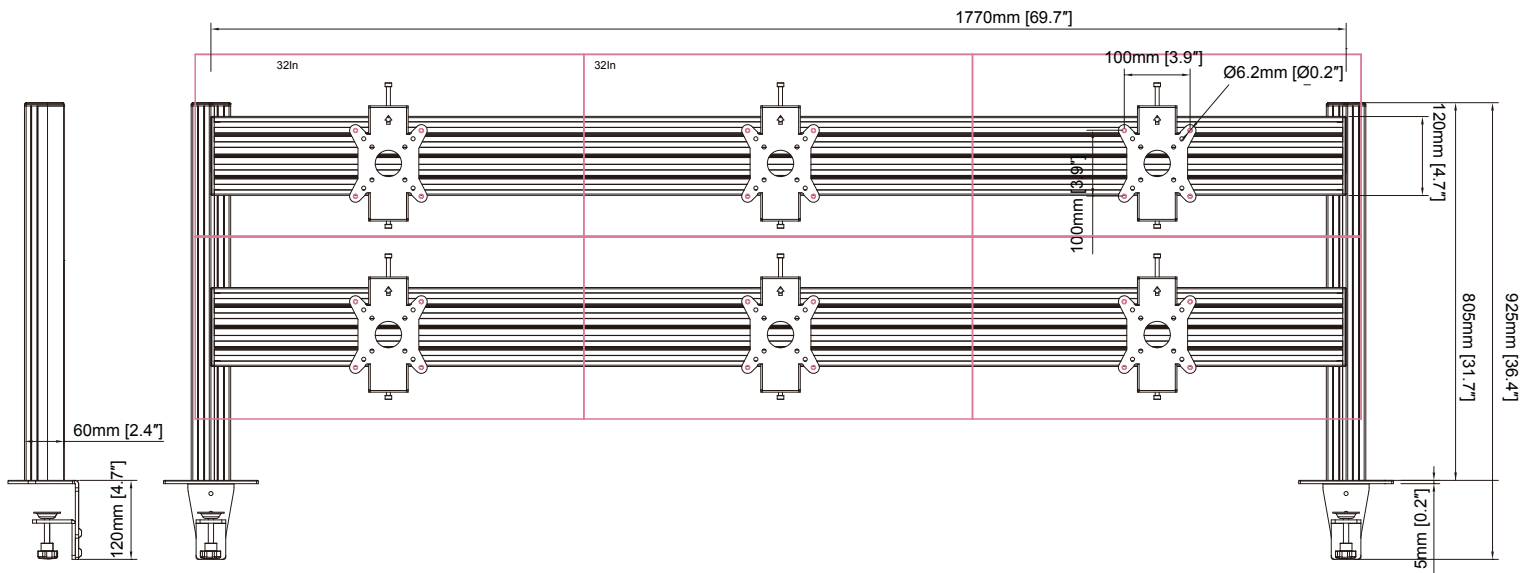 1770mm [69.7"]
32In
32In
100mm [3.9"]
Ø6.2mm [Ø0.2"]
120mm [4.7"]
100mm [3.9"]
805mm [31.7"]
925mm [36.4"]
60mm [2.4"]
120mm [4.7"]
5mm [0.2"]